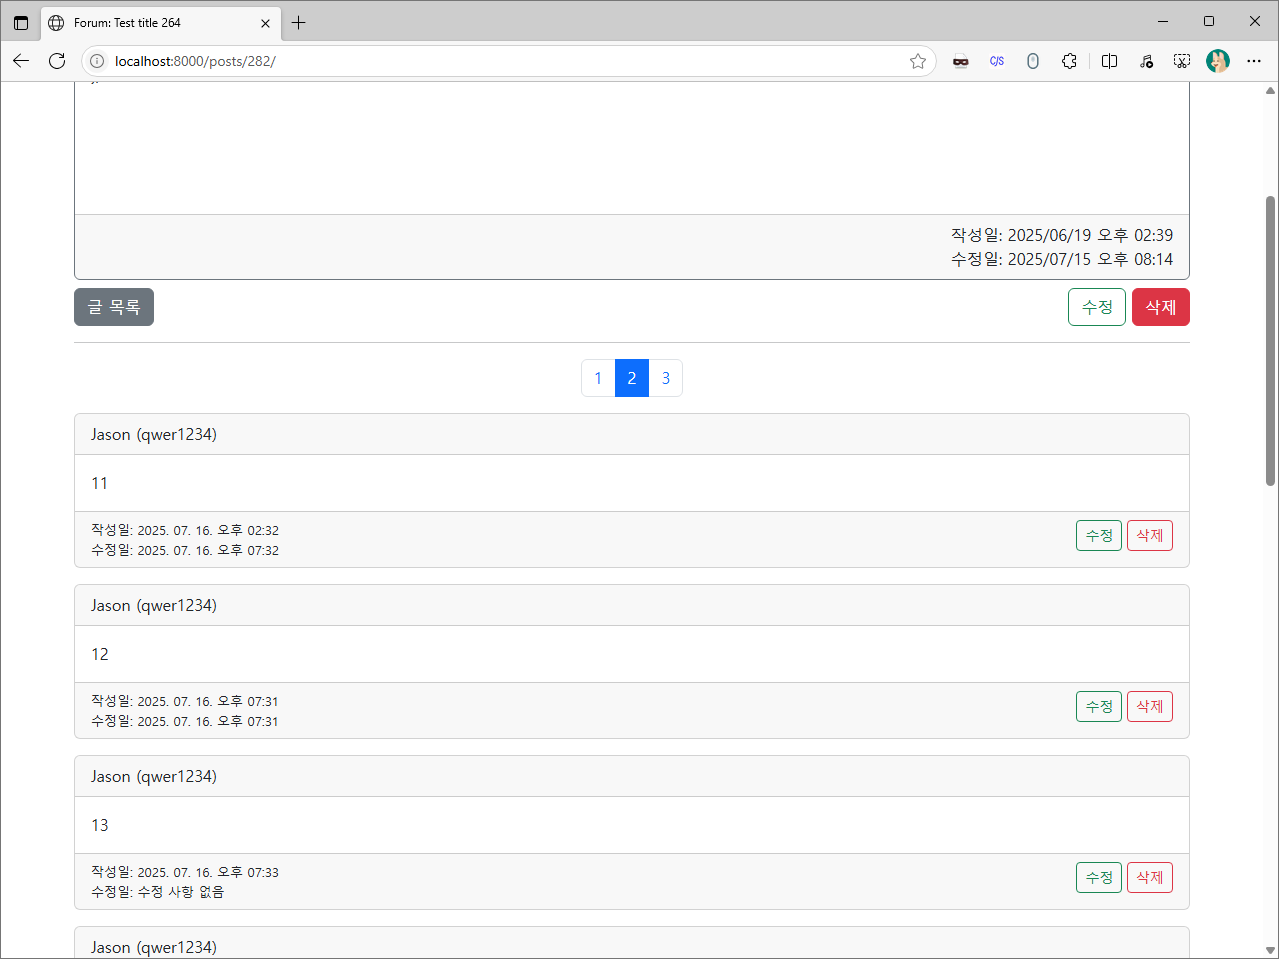 Forum: Test title 264
localhost:8000/posts/282/
C/S
작성일: 2025/06/19 오후 02:39
수정일: 2025/07/15 오후 08:14
글 목록
수정 삭제
1 2 3
Jason (qwer1234)
11
작성일: 2025. 07. 16. 오후 02:32
수정일: 2025. 07. 16. 오후 07:32
수정 삭제
Jason (qwer1234)
12
작성일: 2025. 07. 16. 오후 07:31
수정일: 2025. 07. 16. 오후 07:31
수정 삭제
Jason (qwer1234)
13
작성일: 2025. 07. 16. 오후 07:33
수정일: 수정 사항 없음
수정 삭제
Jason (qwer1234)